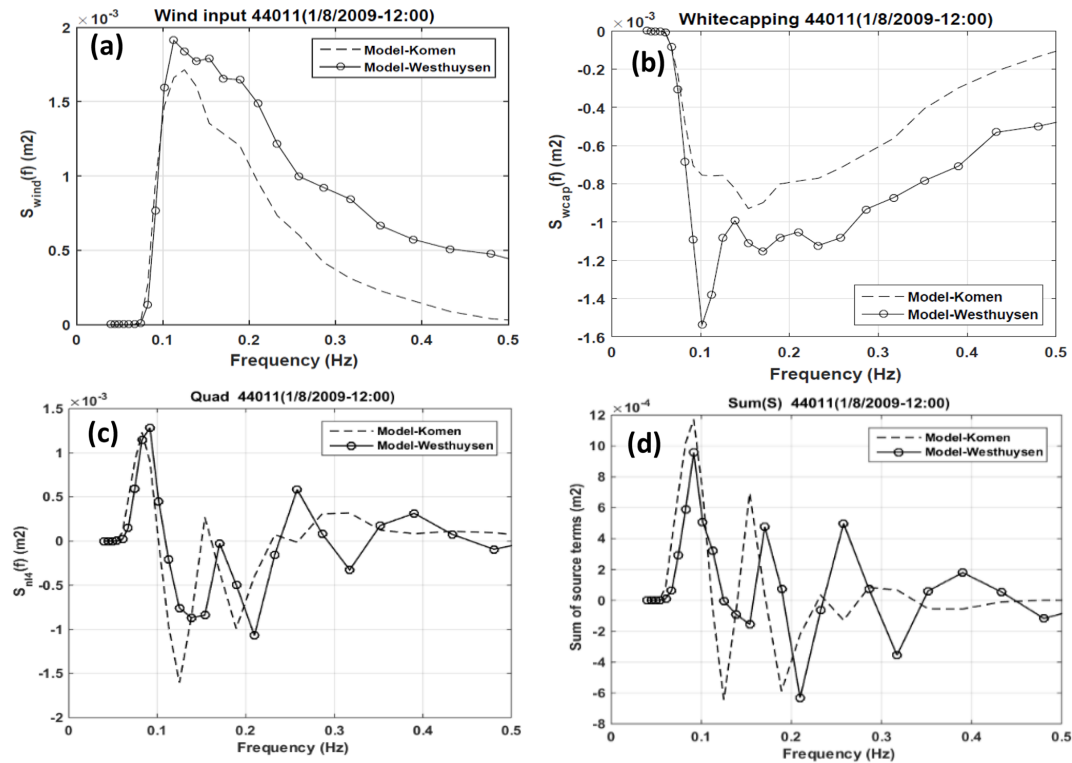 Wind input 44011(1/8/2009-12:00)
×10⁻³
(a)
Model-Komen
Model-Westhuysen
2
1.5
1
0.5
0
S_wind(f) (m2)
0 0.1 0.2 0.3 0.4 0.5
Frequency (Hz)
Whitecapping 44011(1/8/2009-12:00)
×10⁻³
(b)
0
-0.2
-0.4
-0.6
-0.8
-1
-1.2
-1.4
-1.6
S_wcap(f) (m2)
Model-Komen
Model-Westhuysen
0 0.1 0.2 0.3 0.4 0.5
Frequency (Hz)
Quad 44011(1/8/2009-12:00)
×10⁻³
(c)
Model-Komen
Model-Westhuysen
1.5
1
0.5
0
-0.5
-1
-1.5
-2
S_nl4(f) (m2)
0 0.1 0.2 0.3 0.4 0.5
Frequency (Hz)
Sum(S) 44011(1/8/2009-12:00)
×10⁻⁴
(d)
Model-Komen
Model-Westhuysen
12
10
8
6
4
2
0
-2
-4
-6
-8
Sum of source terms (m2)
0 0.1 0.2 0.3 0.4 0.5
Frequency (Hz)